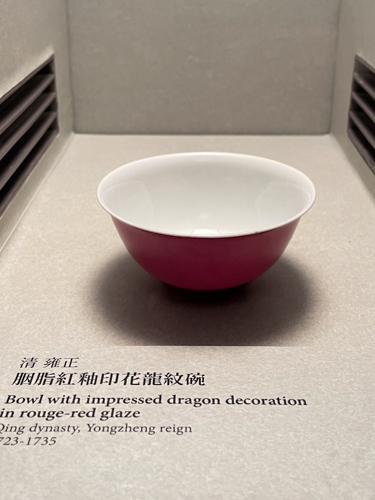 清 雍正
胭脂紅釉印花龍紋碗
Bowl with impressed dragon decoration
in rouge-red glaze
Qing dynasty, Yongzheng reign
723-1735